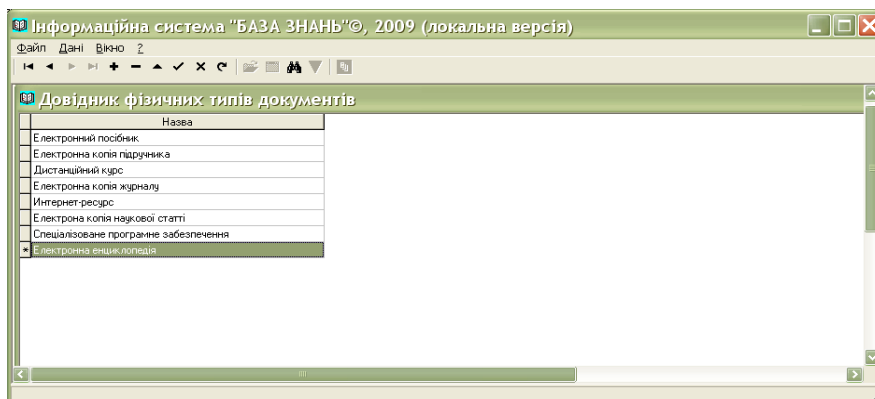 Інформаційна система "БАЗА ЗНАНЬ"©, 2009 (локальна версія)
Файл Дані Вікно ?
Довідник фізичних типів документів
Назва
Електронний посібник
Електронна копія підручника
Дистанційний курс
Електронна копія журналу
Интернет-ресурс
Електрона копія наукової статті
Спеціалізоване програмне забезпечення
Електронна енциклопедія